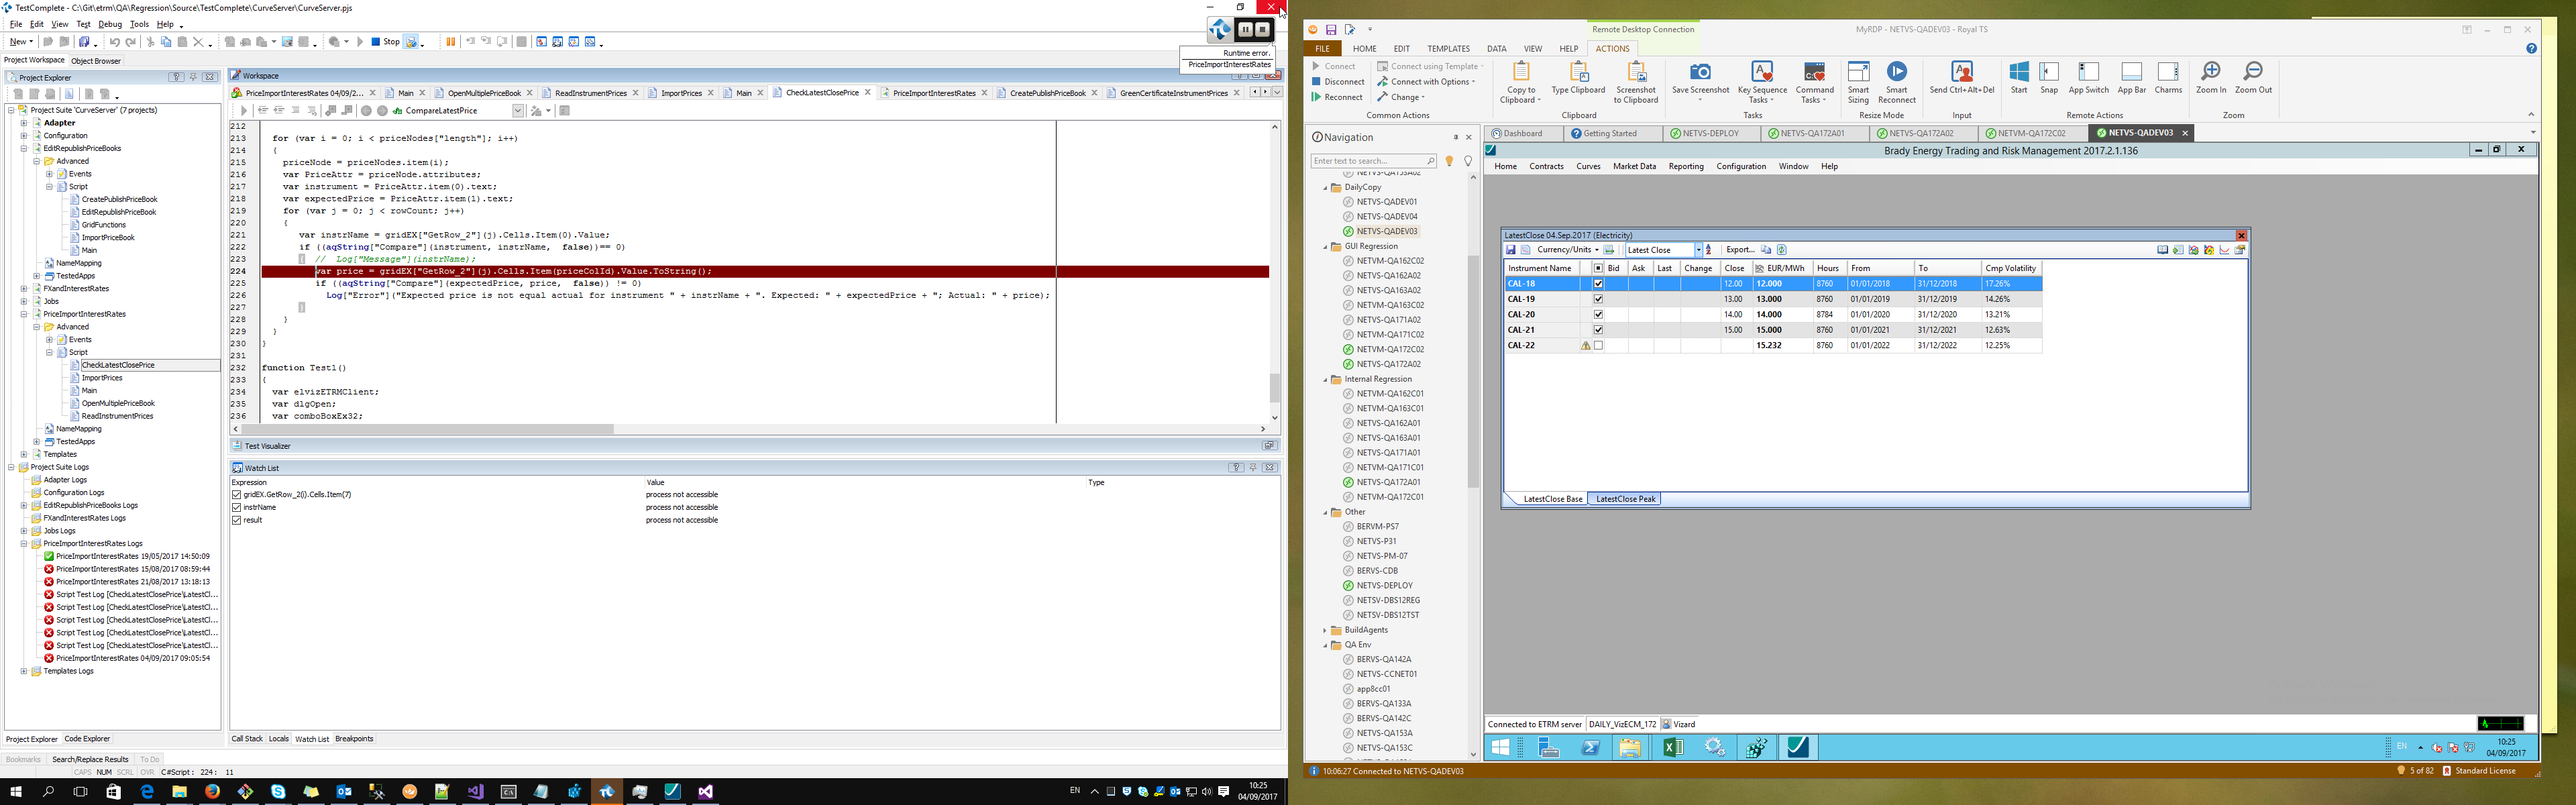 TestComplete - C:\Git\etrm\QA\Regression\Source\TestComplete\CurveServer\CurveServer.pjs
File Edit View Test Debug Tools Help
New
Stop
Runtime error.
PriceImportInterestRates
Project Workspace Object Browser
Project Explorer
Project Suite 'CurveServer' (7 projects)
Adapter
Configuration
EditRepublishPriceBooks
Advanced
Events
Script
CreatePublishPriceBook
EditRepublishPriceBook
GridFunctions
ImportPriceBook
Main
NameMapping
TestedApps
FXandInterestRates
Jobs
PriceImportInterestRates
Advanced
Events
Script
CheckLatestClosePrice
ImportPrices
Main
OpenMultiplePriceBook
ReadInstrumentPrices
NameMapping
TestedApps
Templates
Project Suite Logs
Adapter Logs
Configuration Logs
EditRepublishPriceBooks Logs
FXandInterestRates Logs
Jobs Logs
PriceImportInterestRates Logs
PriceImportInterestRates 19/05/2017 14:50:09
PriceImportInterestRates 15/08/2017 08:59:44
PriceImportInterestRates 21/08/2017 13:18:13
Script Test Log [CheckLatestClosePrice\LatestCl...
Script Test Log [CheckLatestClosePrice\LatestCl...
Script Test Log [CheckLatestClosePrice\LatestCl...
Script Test Log [CheckLatestClosePrice\LatestCl...
Script Test Log [CheckLatestClosePrice\LatestCl...
PriceImportInterestRates 04/09/2017 09:05:54
Templates Logs
Project Explorer Code Explorer
Bookmarks Search/Replace Results To Do
CAPS NUM SCRL OVR C#Script: 224: 11
Workspace
PriceImportInterestRates 04/09/2... Main OpenMultiplePriceBook ReadInstrumentPrices ImportPrices Main CheckLatestClosePrice PriceImportInterestRates CreatePublishPriceBook GreenCertificateInstrumentPrices
CompareLatestPrice
212
213 for (var i = 0; i < priceNodes["length"]; i++)
214 {
215 priceNode = priceNodes.item(i);
216 var PriceAttr = priceNode.attributes;
217 var instrument = PriceAttr.item(0).text;
218 var expectedPrice = PriceAttr.item(1).text;
219 for (var j = 0; j < rowCount; j++)
220 {
221 var instrName = gridEX["GetRow_2"](j).Cells.Item(0).Value;
222 if ((aqString["Compare"](instrument, instrName, false))== 0)
223 { // Log["Message"](instrName);
224 var price = gridEX["GetRow_2"](j).Cells.Item(priceColId).Value.ToString();
225 if ((aqString["Compare"](expectedPrice, price, false)) != 0)
226 Log["Error"]("Expected price is not equal actual for instrument " + instrName + ". Expected: " + expectedPrice + "; Actual: " + price);
227 }
228 }
229 }
230 }
231
232 function Test1()
233 {
234 var elvizETRMClient;
235 var dlgOpen;
236 var comboBoxEx32;
Test Visualizer
Watch List
Expression Value Type
gridEX.GetRow_2(i).Cells.Item(7) process not accessible
instrName process not accessible
result process not accessible
Call Stack Locals Watch List Breakpoints
EN
10:25
04/09/2017
Remote Desktop Connection
MyRDP - NETVS-QADEV03 - Royal TS
FILE HOME EDIT TEMPLATES DATA VIEW HELP ACTIONS
Connect
Disconnect
Reconnect
Connect using Template
Connect with Options
Change
Common Actions
Copy to Clipboard
Type Clipboard
Screenshot to Clipboard
Clipboard
Save Screenshot
Key Sequence Tasks
Command Tasks
Tasks
Smart Sizing
Smart Reconnect
Resize Mode
Send Ctrl+Alt+Del
Input
Start Snap App Switch App Bar Charms
Remote Actions
Zoom In Zoom Out
Zoom
Navigation
Enter text to search...
NETVS-QA153A02
DailyCopy
NETVS-QADEV01
NETVS-QADEV04
NETVS-QADEV03
GUI Regression
NETVM-QA162C02
NETVS-QA162A02
NETVS-QA163A02
NETVM-QA163C02
NETVS-QA171A02
NETVM-QA171C02
NETVM-QA172C02
NETVS-QA172A02
Internal Regression
NETVM-QA162C01
NETVM-QA163C01
NETVS-QA162A01
NETVS-QA163A01
NETVS-QA171A01
NETVM-QA171C01
NETVS-QA172A01
NETVM-QA172C01
Other
BERVM-PS7
NETVS-P31
NETVS-PM-07
BERVS-CDB
NETVS-DEPLOY
NETSV-DBS12REG
NETSV-DBS12TST
BuildAgents
QA Env
BERVS-QA142A
NETVS-CCNET01
app8cc01
BERVS-QA133A
BERVS-QA142C
NETVS-QA153A
NETVS-QA153C
Dashboard Getting Started NETVS-DEPLOY NETVS-QA172A01 NETVS-QA172A02 NETVM-QA172C02 NETVS-QADEV03
Brady Energy Trading and Risk Management 2017.2.1.136
Home Contracts Curves Market Data Reporting Configuration Window Help
LatestClose 04.Sep.2017 (Electricity)
Currency/Units Latest Close Export...
Instrument Name Bid Ask Last Change Close EUR/MWh Hours From To Cmp Volatility
CAL-18 12.00 12.000 8760 01/01/2018 31/12/2018 17.26%
CAL-19 13.00 13.000 8760 01/01/2019 31/12/2019 14.26%
CAL-20 14.00 14.000 8784 01/01/2020 31/12/2020 13.21%
CAL-21 15.00 15.000 8760 01/01/2021 31/12/2021 12.63%
CAL-22 15.232 8760 01/01/2022 31/12/2022 12.25%
LatestClose Base LatestClose Peak
Connected to ETRM server DAILY_VizECM_172 Vizard
EN
10:25
04/09/2017
10:06:27 Connected to NETVS-QADEV03
5 of 82 Standard License